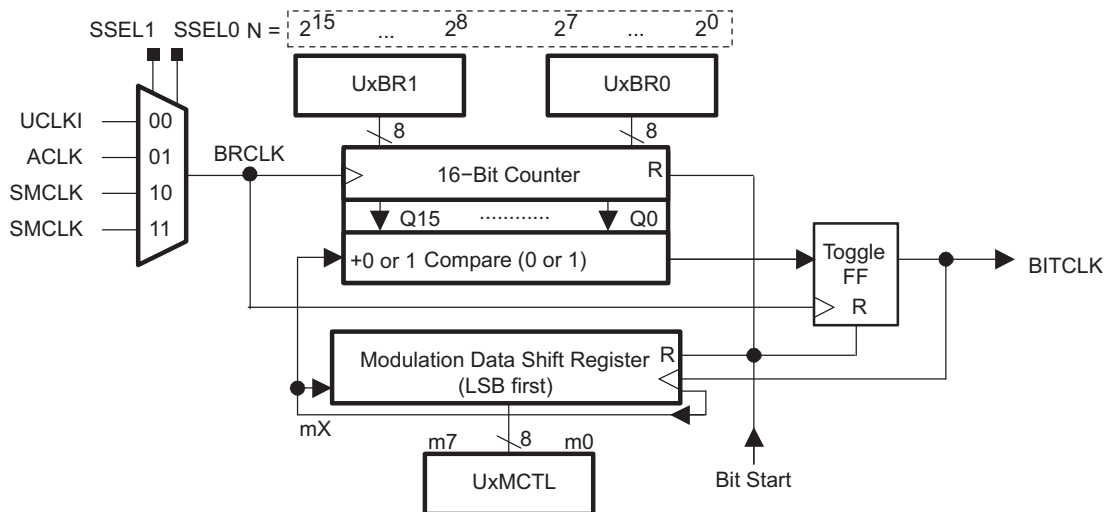 SSEL1 SSEL0 N = 2^15 ... 2^8 2^7 ... 2^0
UxBR1 UxBR0
8 8
UCLKI 00
ACLK 01
SMCLK 10
SMCLK 11
BRCLK
16−Bit Counter R
Q15 ............ Q0
+0 or 1 Compare (0 or 1)
Toggle
FF
R
BITCLK
Modulation Data Shift Register R
(LSB first)
mX
m7 8 m0
UxMCTL
Bit Start